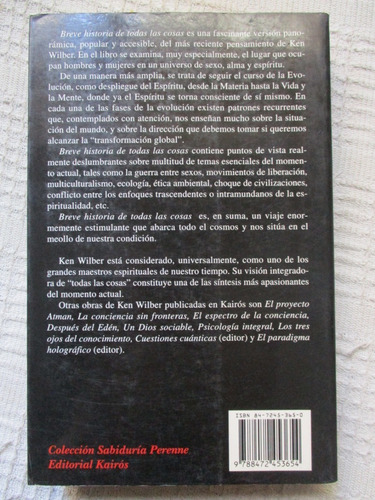 Breve historia de todas las cosas es una fascinante versión pano-
rámica, popular y accesible, del más reciente pensamiento de Ken
Wilber. En el libro se examina, muy especialmente, el lugar que ocu-
pan hombres y mujeres en un universo de sexo, alma y espíritu.
De una manera más amplia, se trata de seguir el curso de la Evo-
lución, como despliegue del Espíritu, desde la Materia hasta la Vida y
la Mente, donde ya el Espíritu se torna consciente de sí mismo. En
cada una de las fases de la evolución existen patrones recurrentes
que, contemplados con atención, nos enseñan mucho sobre la situa-
ción del mundo, y sobre la dirección que debemos tomar si queremos
alcanzar la "transformación global".
Breve historia de todas las cosas contiene puntos de vista real-
mente deslumbrantes sobre multitud de temas esenciales del momen-
to actual, tales como la guerra entre sexos, movimientos de liberación,
multiculturalismo, ecología, ética ambiental, choque de civilizaciones,
conflicto entre los enfoques trascendentes o intramundanos de la es-
piritualidad, etc.
Breve historia de todas las cosas es, en suma, un viaje enor-
memente estimulante que abarca todo el cosmos y nos sitúa en el
meollo de nuestra condición.
Ken Wilber está considerado, universalmente, como uno de los
grandes maestros espirituales de nuestro tiempo. Su visión integrado-
ra de "todas las cosas" constituye una de las síntesis más apasionantes
del momento actual.
Otras obras de Ken Wilber publicadas en Kairós son El proyecto
Atman, La conciencia sin fronteras, El espectro de la conciencia,
Después del Edén, Un Dios sociable, Psicología integral, Los tres
ojos del conocimiento, Cuestiones cuánticas (editor) y El paradigma
holográfico (editor).
ISBN 84-7245-365-0
9 788472 453654
Colección Sabiduría Perenne
Editorial Kairós